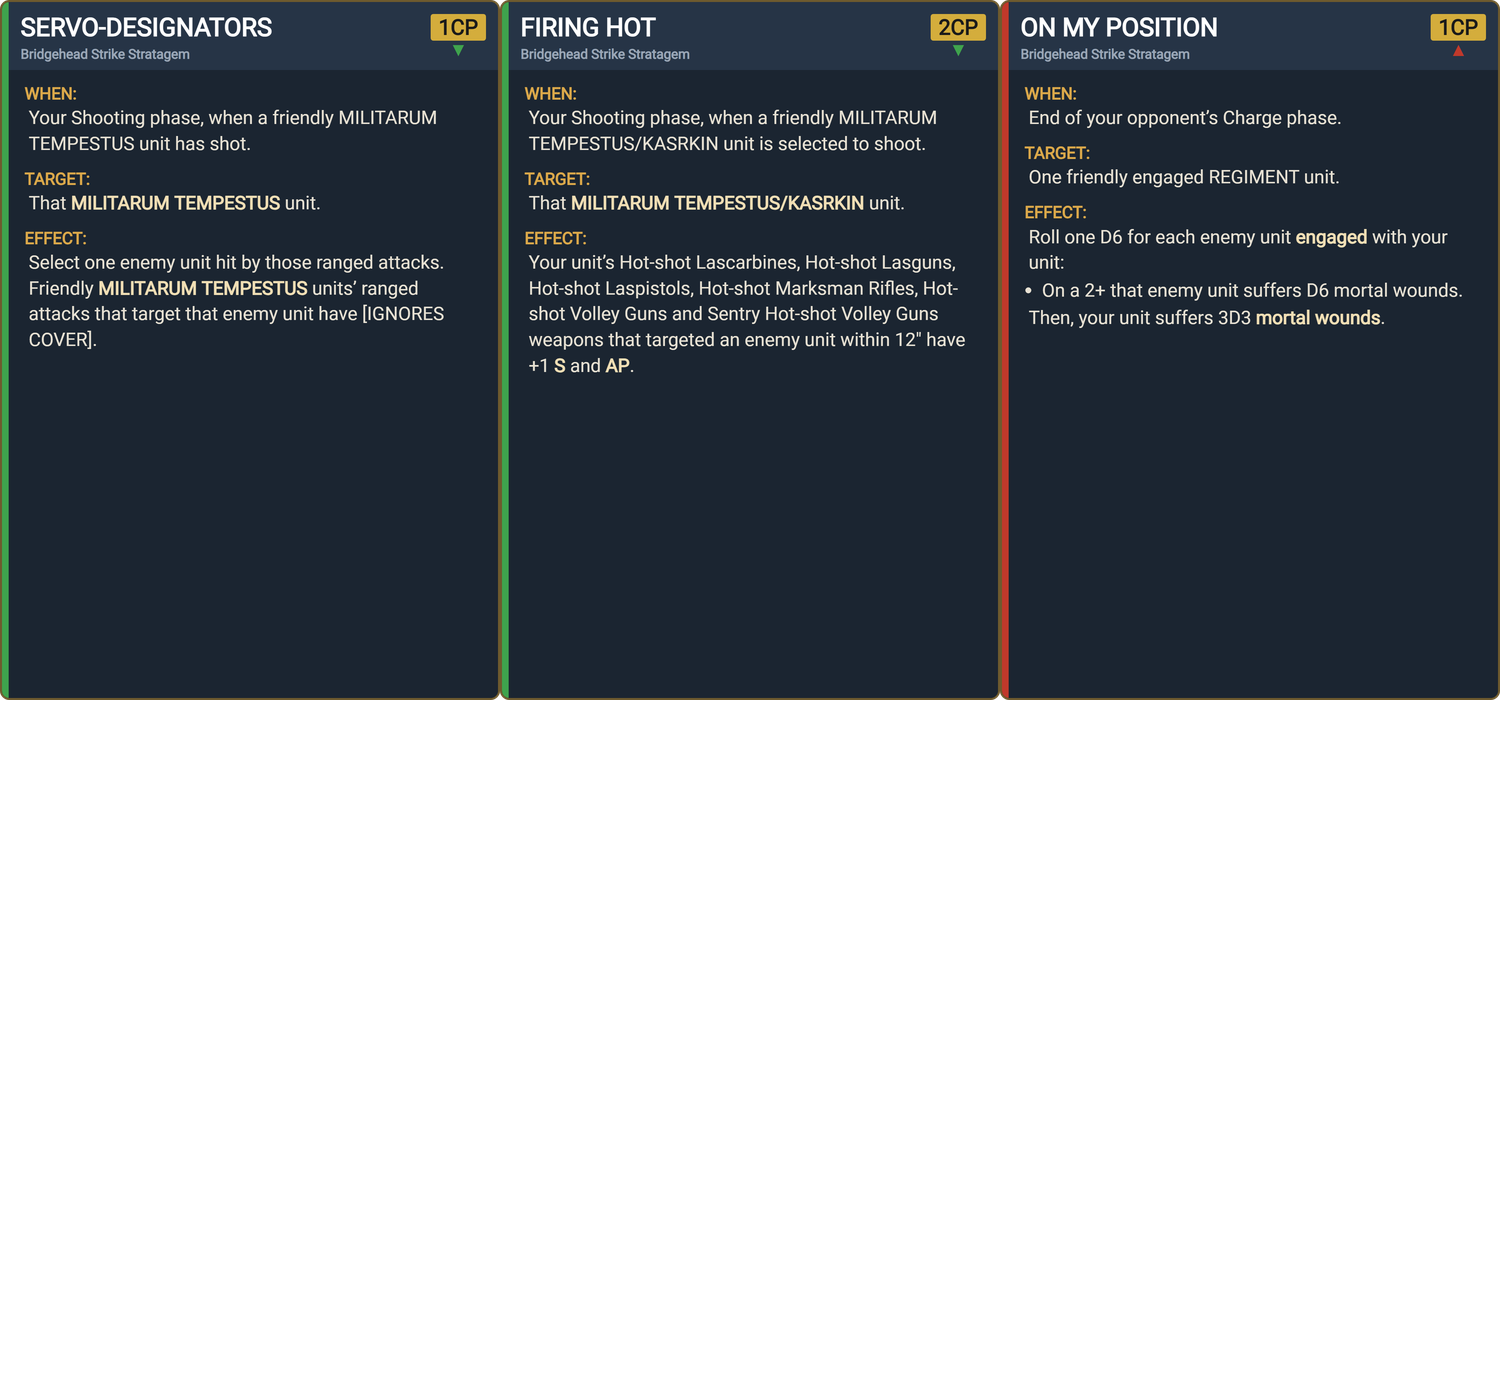 SERVO-DESIGNATORS
1CP
Bridgehead Strike Stratagem
WHEN:
Your Shooting phase, when a friendly MILITARUM
TEMPESTUS unit has shot.
TARGET:
That MILITARUM TEMPESTUS unit.
EFFECT:
Select one enemy unit hit by those ranged attacks.
Friendly MILITARUM TEMPESTUS units’ ranged
attacks that target that enemy unit have [IGNORES
COVER].
FIRING HOT
2CP
Bridgehead Strike Stratagem
WHEN:
Your Shooting phase, when a friendly MILITARUM
TEMPESTUS/KASRKIN unit is selected to shoot.
TARGET:
That MILITARUM TEMPESTUS/KASRKIN unit.
EFFECT:
Your unit’s Hot-shot Lascarbines, Hot-shot Lasguns,
Hot-shot Laspistols, Hot-shot Marksman Rifles, Hot-
shot Volley Guns and Sentry Hot-shot Volley Guns
weapons that targeted an enemy unit within 12" have
+1 S and AP.
ON MY POSITION
1CP
Bridgehead Strike Stratagem
WHEN:
End of your opponent’s Charge phase.
TARGET:
One friendly engaged REGIMENT unit.
EFFECT:
Roll one D6 for each enemy unit engaged with your
unit:
• On a 2+ that enemy unit suffers D6 mortal wounds.
Then, your unit suffers 3D3 mortal wounds.